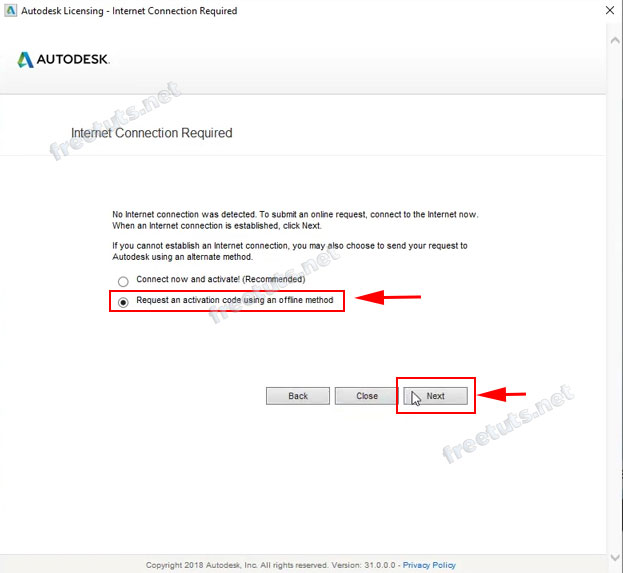 Autodesk Licensing - Internet Connection Required
AUTODESK.
freetuts.net
Internet Connection Required
No Internet connection was detected. To submit an online request, connect to the Internet now.
When an Internet connection is established, click Next.
If you cannot establish an Internet connection, you may also choose to send your request to
Autodesk using an alternate method.
Connect now and activate! (Recommended)
freetuts.net
Request an activation code using an offline method
Back Close Next
freetuts.net
Copyright 2018 Autodesk, Inc. All rights reserved. Version: 31.0.0.0 - Privacy Policy